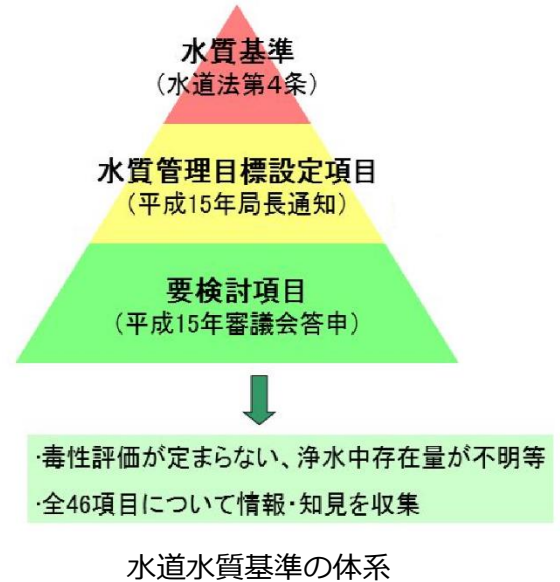 水質基準
(水道法第4条)
水質管理目標設定項目
(平成15年局長通知)
要検討項目
(平成15年審議会答申)
・毒性評価が定まらない、浄水中存在量が不明等
・全46項目について情報・知見を収集
水道水質基準の体系